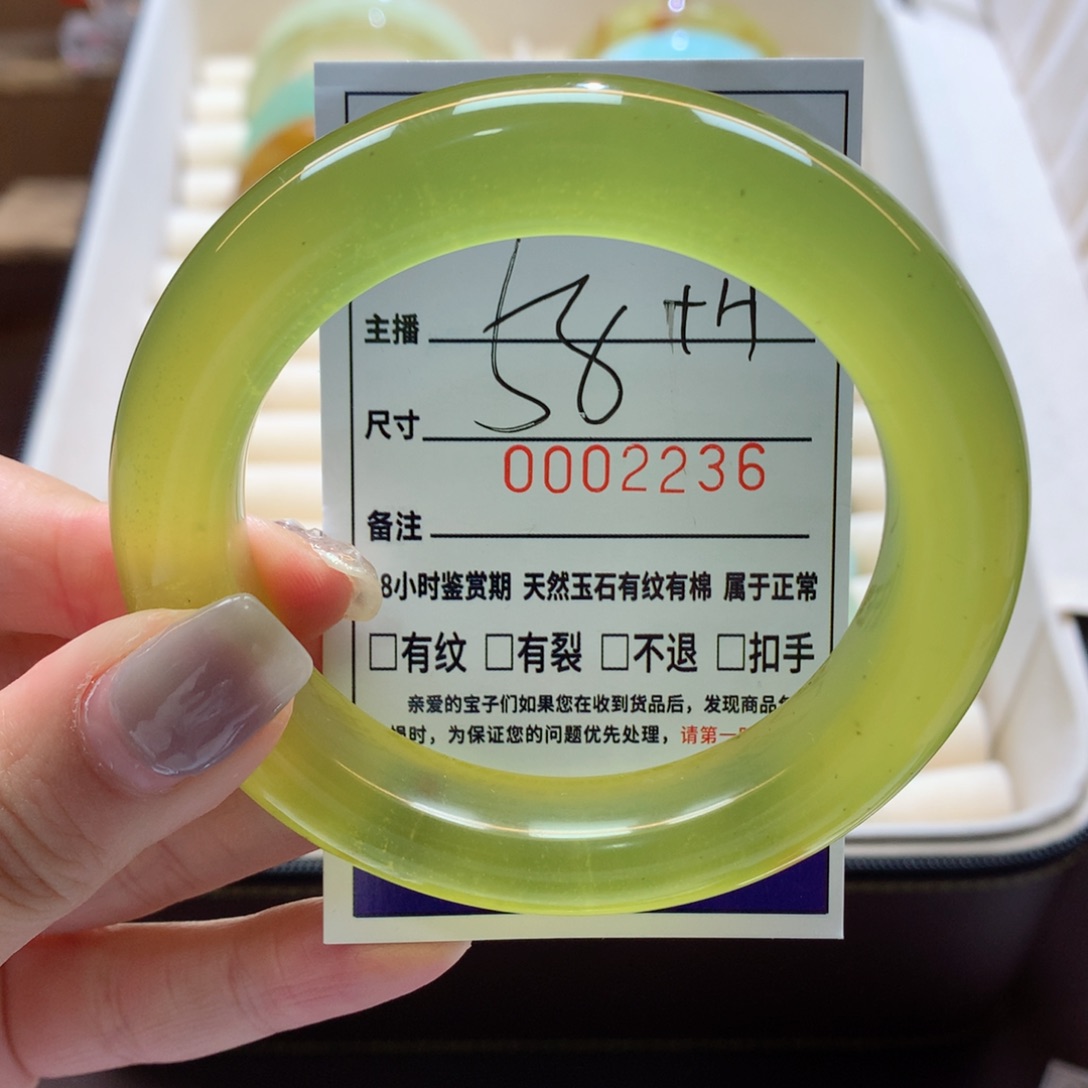 主播
58
尺寸
0002236
备注
8小时鉴赏期 天然玉石有纹有棉 属于正常
□有纹 □有裂 □不退 □扣手
亲爱的宝子们如果您在收到货品后，发现商品
时，为保证您的问题优先处理，请第一